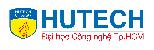 HUTECH
Đại học Công nghệ Tp.HCM